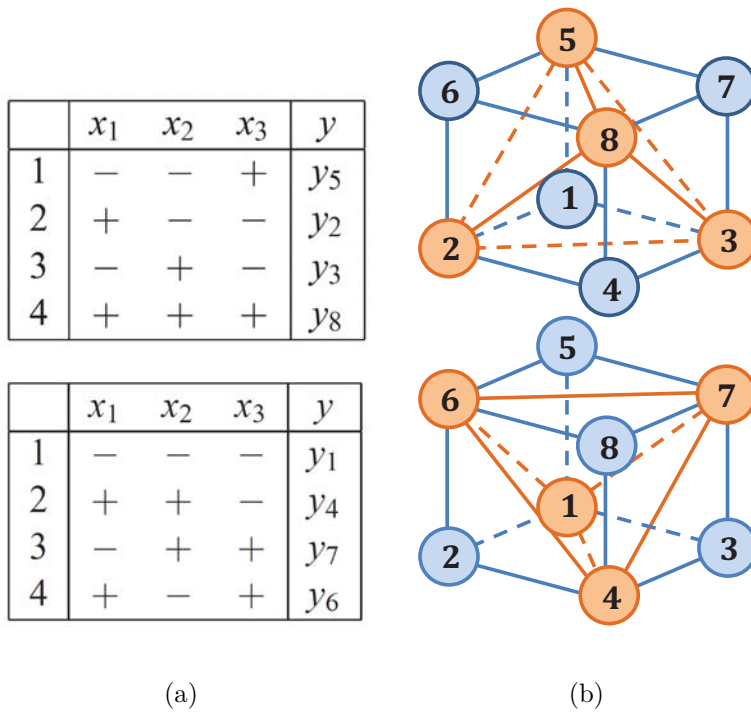 x₁ x₂ x₃ y
1 − − + y₅
2 + − − y₂
3 − + − y₃
4 + + + y₈
x₁ x₂ x₃ y
1 − − − y₁
2 + + − y₄
3 − + + y₇
4 + − + y₆
(a)
5
6 7
8
1
2 3
4
5
6 7
8
1
2 3
4
(b)